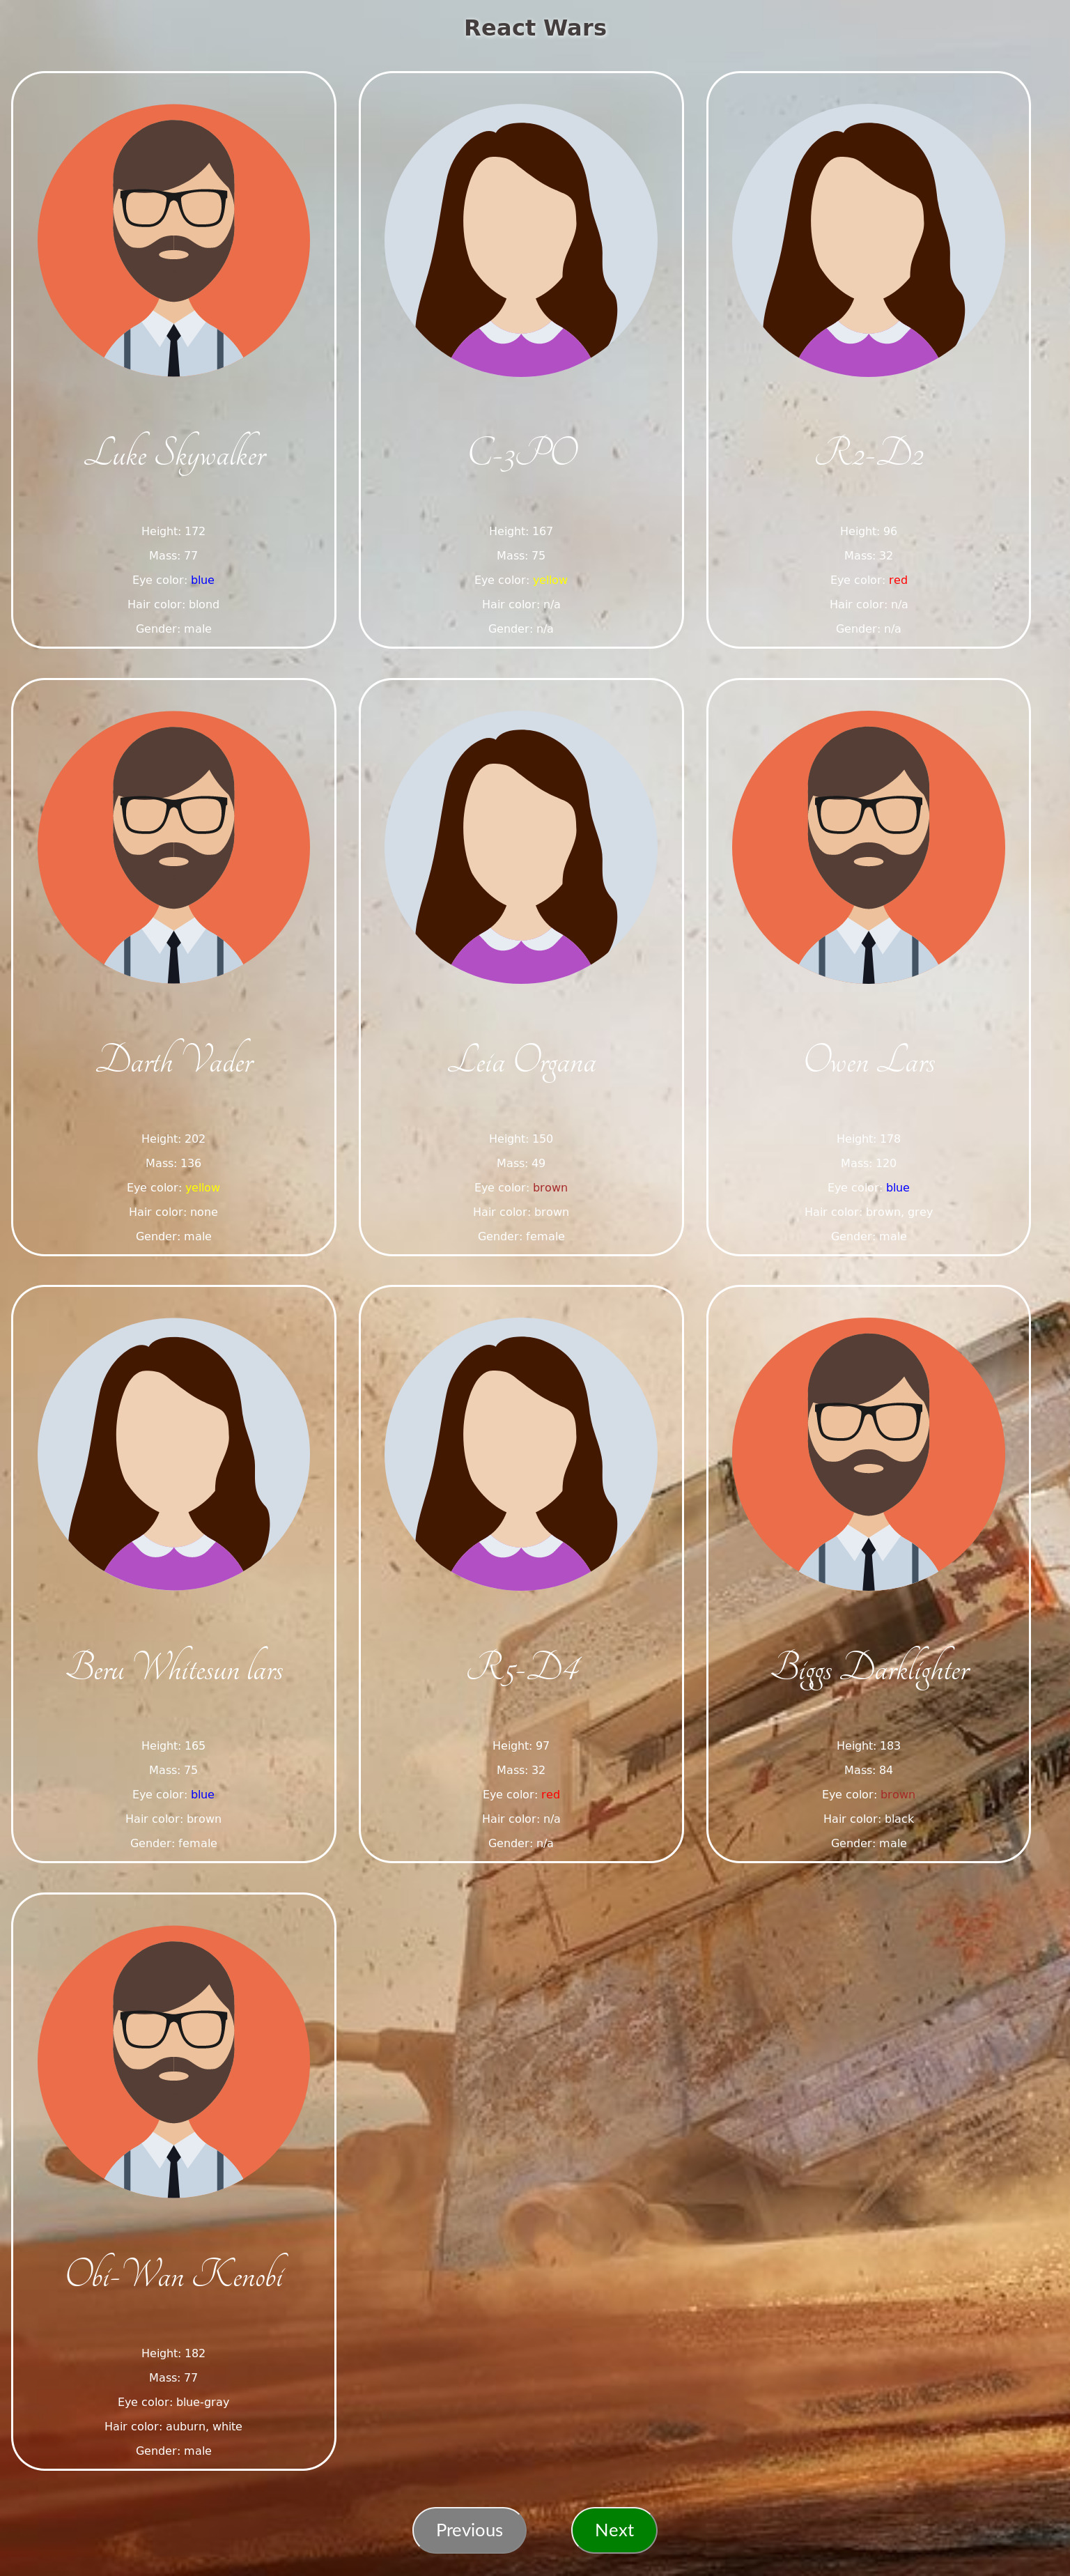 React Wars
Luke Skywalker
Height: 172
Mass: 77
Eye color: blue
Hair color: blond
Gender: male
C-3PO
Height: 167
Mass: 75
Eye color: yellow
Hair color: n/a
Gender: n/a
R2-D2
Height: 96
Mass: 32
Eye color: red
Hair color: n/a
Gender: n/a
Darth Vader
Height: 202
Mass: 136
Eye color: yellow
Hair color: none
Gender: male
Leia Organa
Height: 150
Mass: 49
Eye color: brown
Hair color: brown
Gender: female
Owen Lars
Height: 178
Mass: 120
Eye color: blue
Hair color: brown, grey
Gender: male
Beru Whitesun lars
Height: 165
Mass: 75
Eye color: blue
Hair color: brown
Gender: female
R5-D4
Height: 97
Mass: 32
Eye color: red
Hair color: n/a
Gender: n/a
Biggs Darklighter
Height: 183
Mass: 84
Eye color: brown
Hair color: black
Gender: male
Obi-Wan Kenobi
Height: 182
Mass: 77
Eye color: blue-gray
Hair color: auburn, white
Gender: male
Previous
Next